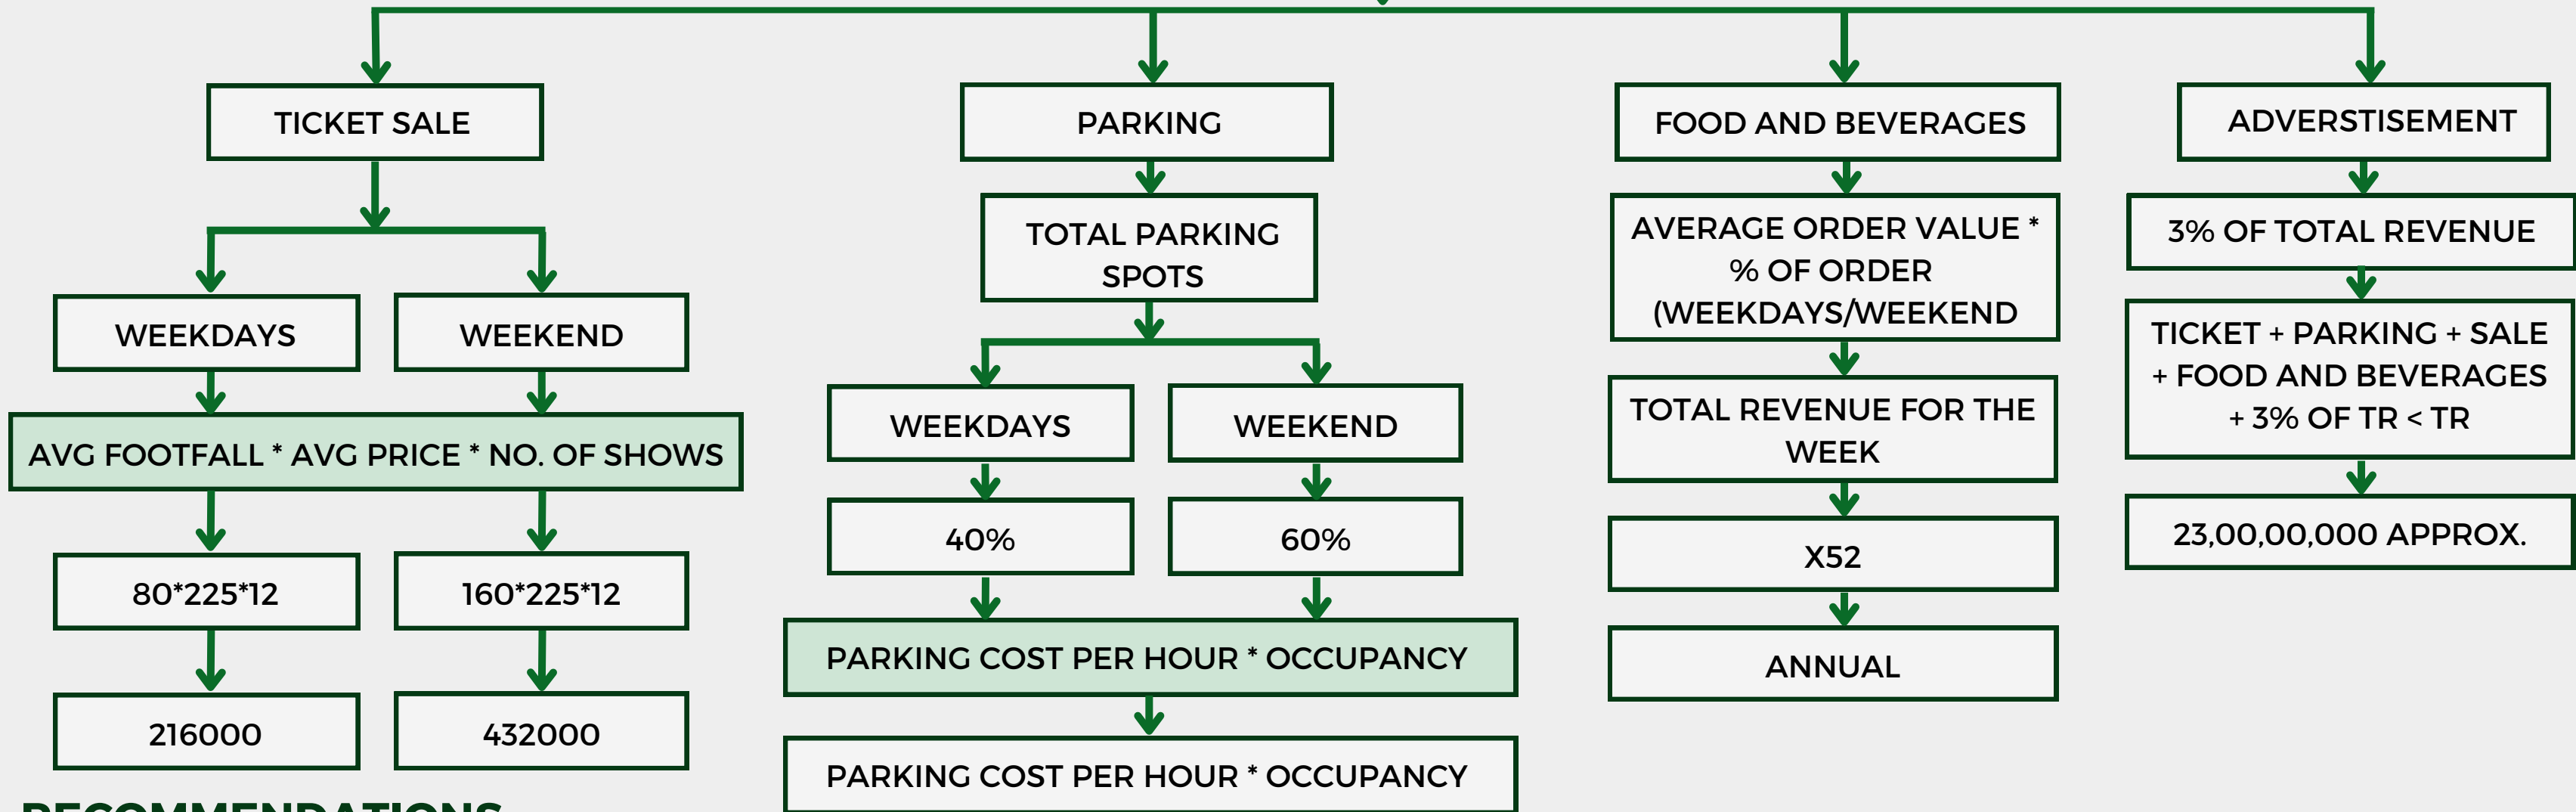 TICKET SALE
WEEKDAYS
WEEKEND
AVG FOOTFALL * AVG PRICE * NO. OF SHOWS
80*225*12
160*225*12
216000
432000
PARKING
TOTAL PARKING
SPOTS
WEEKDAYS
WEEKEND
40%
60%
PARKING COST PER HOUR * OCCUPANCY
PARKING COST PER HOUR * OCCUPANCY
FOOD AND BEVERAGES
AVERAGE ORDER VALUE *
% OF ORDER
(WEEKDAYS/WEEKEND
TOTAL REVENUE FOR THE
WEEK
X52
ANNUAL
ADVERSTISEMENT
3% OF TOTAL REVENUE
TICKET + PARKING + SALE
+ FOOD AND BEVERAGES
+ 3% OF TR < TR
23,00,00,000 APPROX.
RECOMMENDATIONS